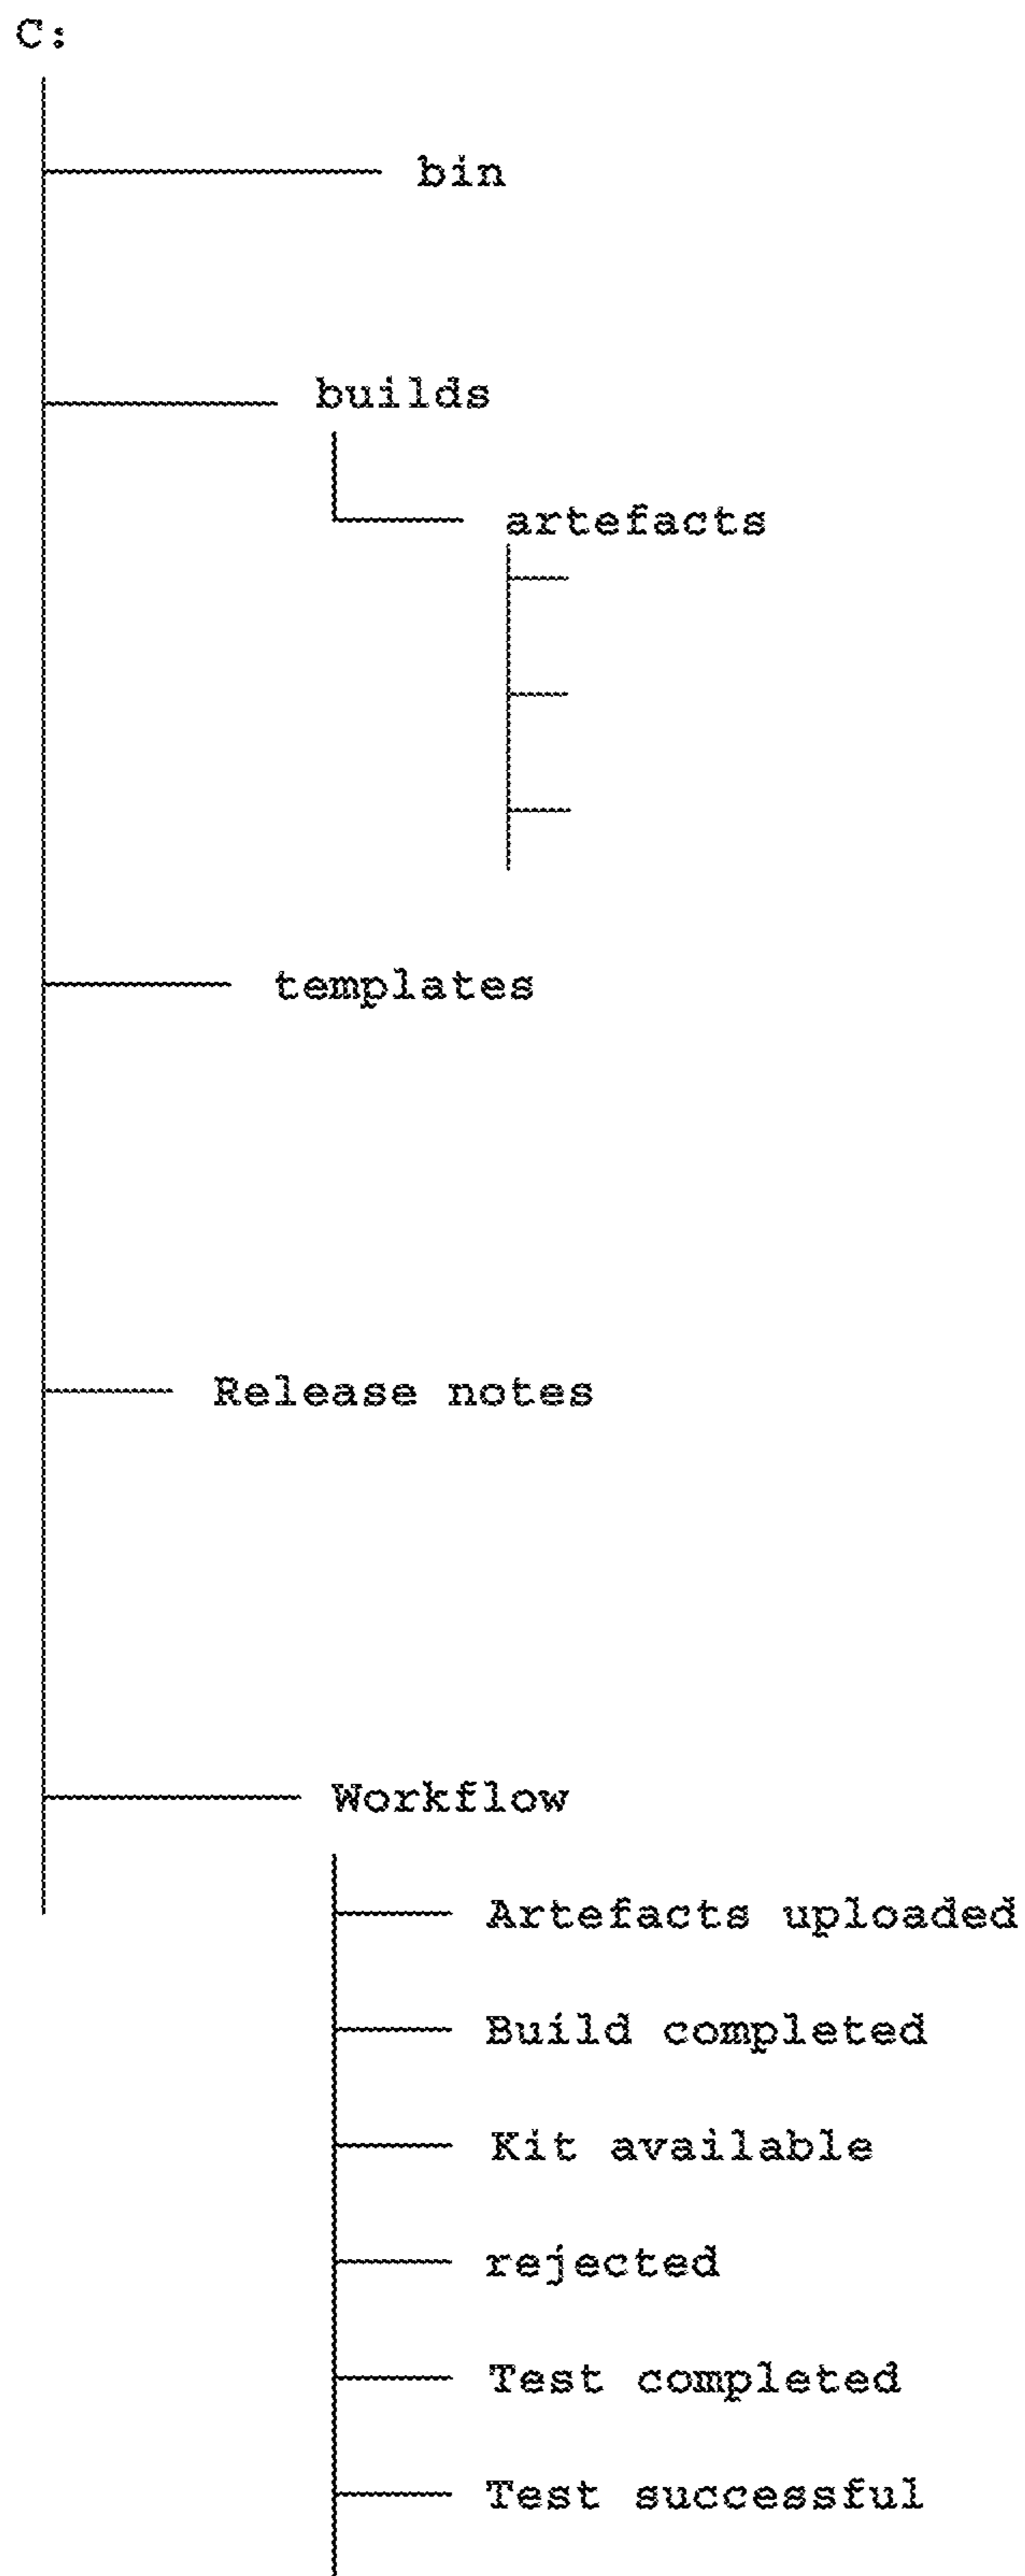 C:
bin
builds
artefacts
templates
Release notes
Workflow
Artefacts uploaded
Build completed
Kit available
rejected
Test completed
Test successful